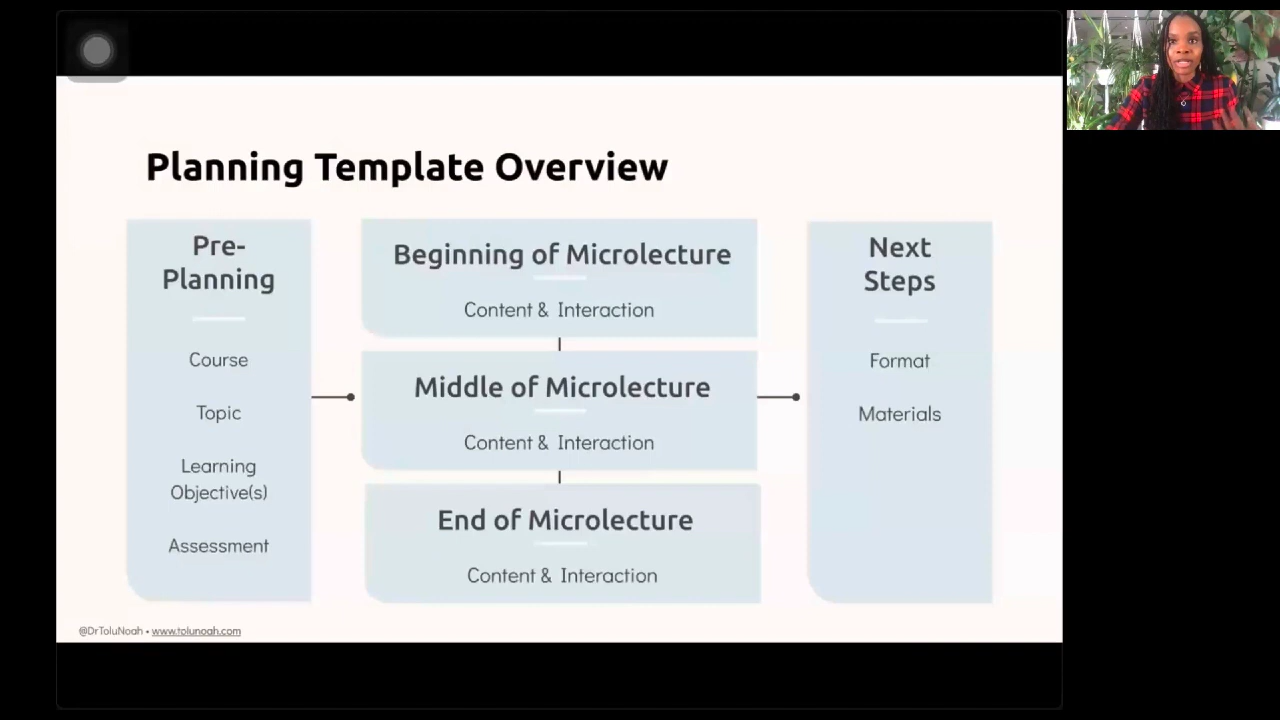 Planning Template Overview
Pre-
Planning
Course
Topic
Learning
Objective(s)
Assessment
Beginning of Microlecture
Content & Interaction
Middle of Microlecture
Content & Interaction
End of Microlecture
Content & Interaction
Next
Steps
Format
Materials
@DrToluNoah • www.tolunoah.com